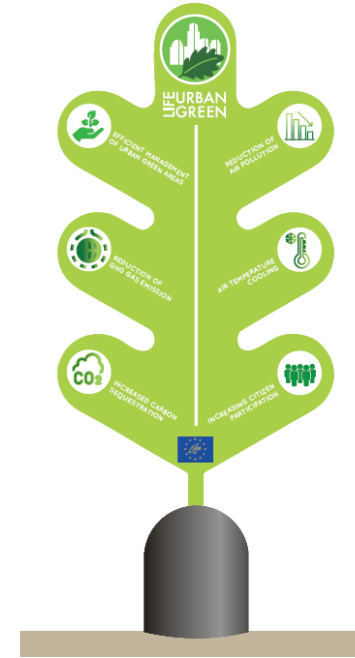 LIFE URBAN
GREEN
EFFICIENT MANAGEMENT
OF URBAN GREEN AREAS
REDUCTION OF
AIR POLLUTION
REDUCTION OF
GHG GAS EMISSION
AIR TEMPERATURE
COOLING
CO2
INCREASED CARBON
SEQUESTRATION
INCREASING CITIZEN
PARTICIPATION
Life